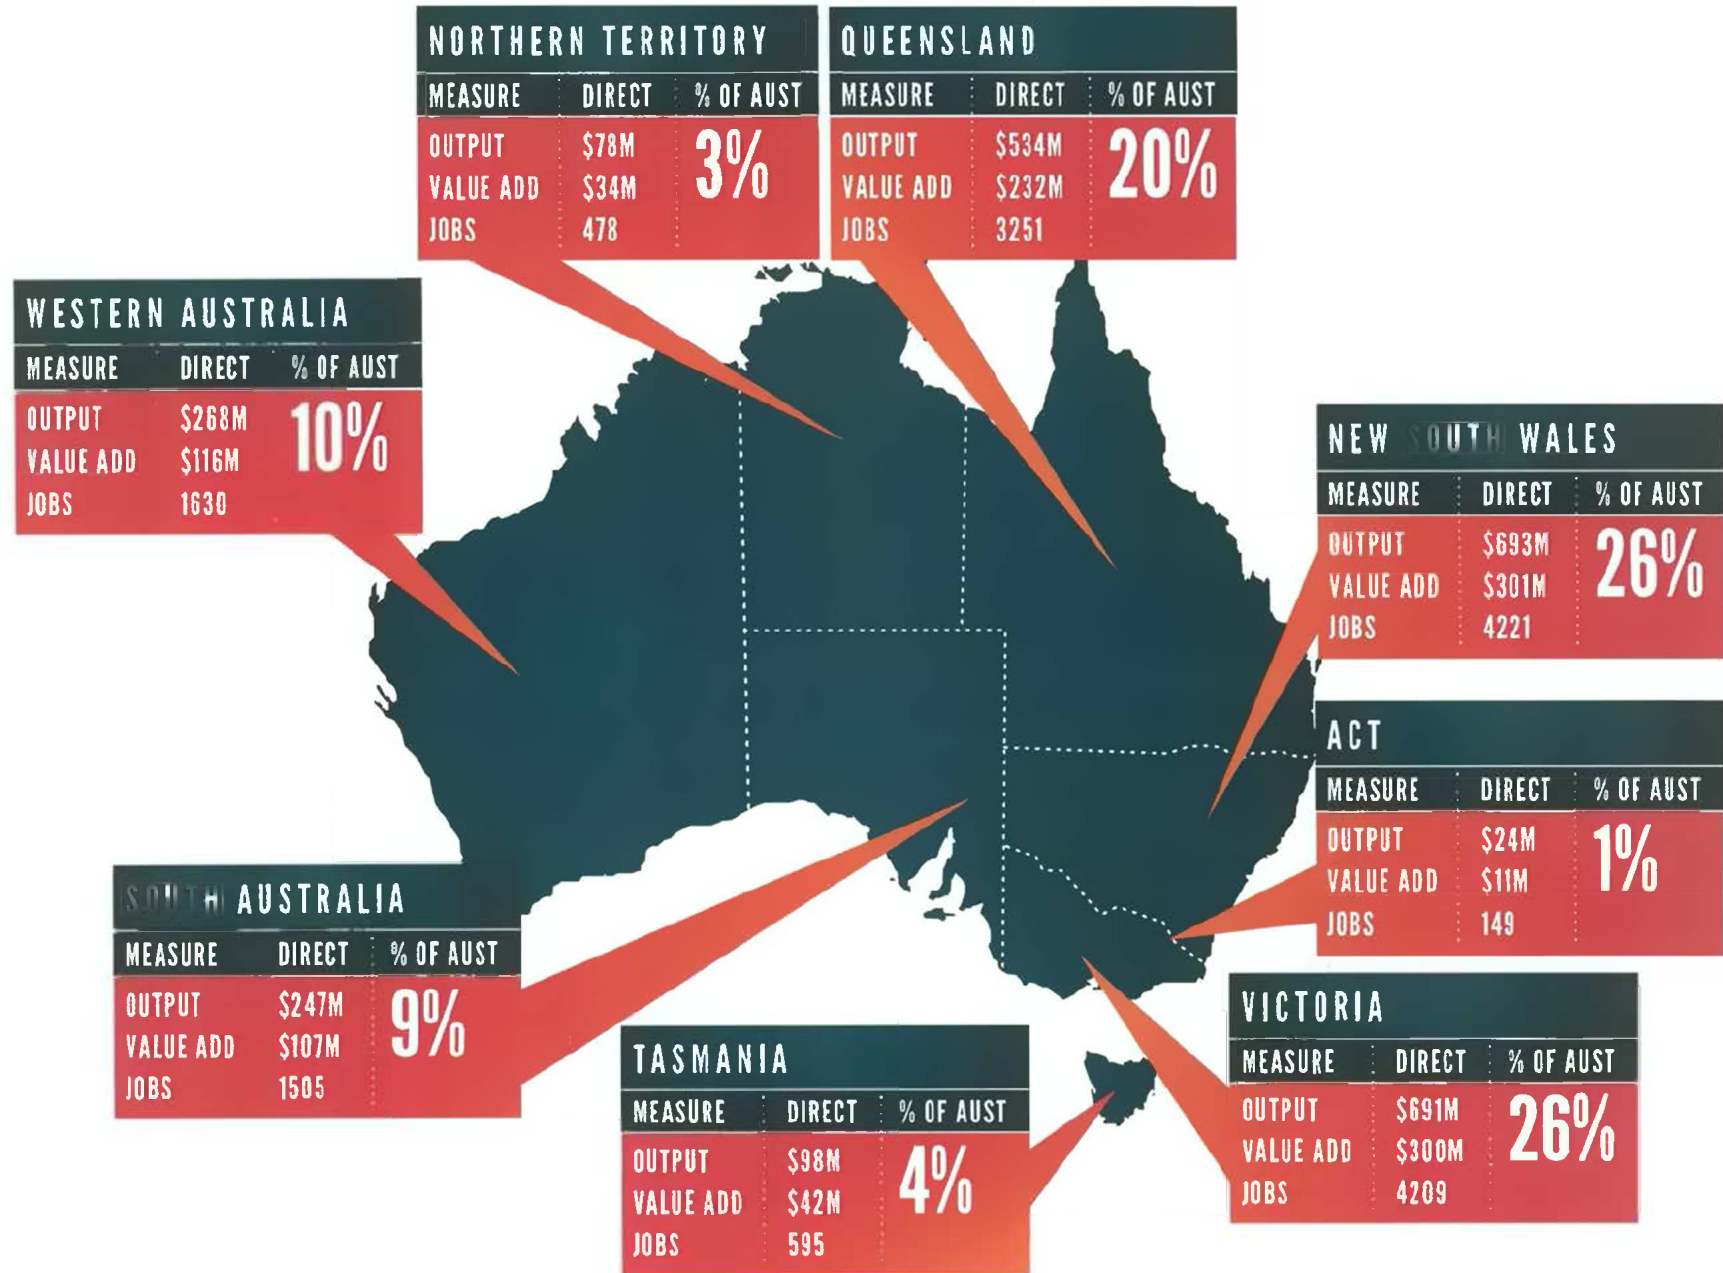 NORTHERN TERRITORY
MEASURE DIRECT % OF AUST
OUTPUT $78M 3%
VALUE ADD $34M
JOBS 478
QUEENSLAND
MEASURE DIRECT % OF AUST
OUTPUT $534M 20%
VALUE ADD $232M
JOBS 3251
WESTERN AUSTRALIA
MEASURE DIRECT % OF AUST
OUTPUT $268M 10%
VALUE ADD $116M
JOBS 1630
NEW SOUTH WALES
MEASURE DIRECT % OF AUST
OUTPUT $693M 26%
VALUE ADD $301M
JOBS 4221
ACT
MEASURE DIRECT % OF AUST
OUTPUT $24M 1%
VALUE ADD $11M
JOBS 149
SOUTH AUSTRALIA
MEASURE DIRECT % OF AUST
OUTPUT $247M 9%
VALUE ADD $107M
JOBS 1505
TASMANIA
MEASURE DIRECT % OF AUST
OUTPUT $98M 4%
VALUE ADD $42M
JOBS 595
VICTORIA
MEASURE DIRECT % OF AUST
OUTPUT $691M 26%
VALUE ADD $300M
JOBS 4209